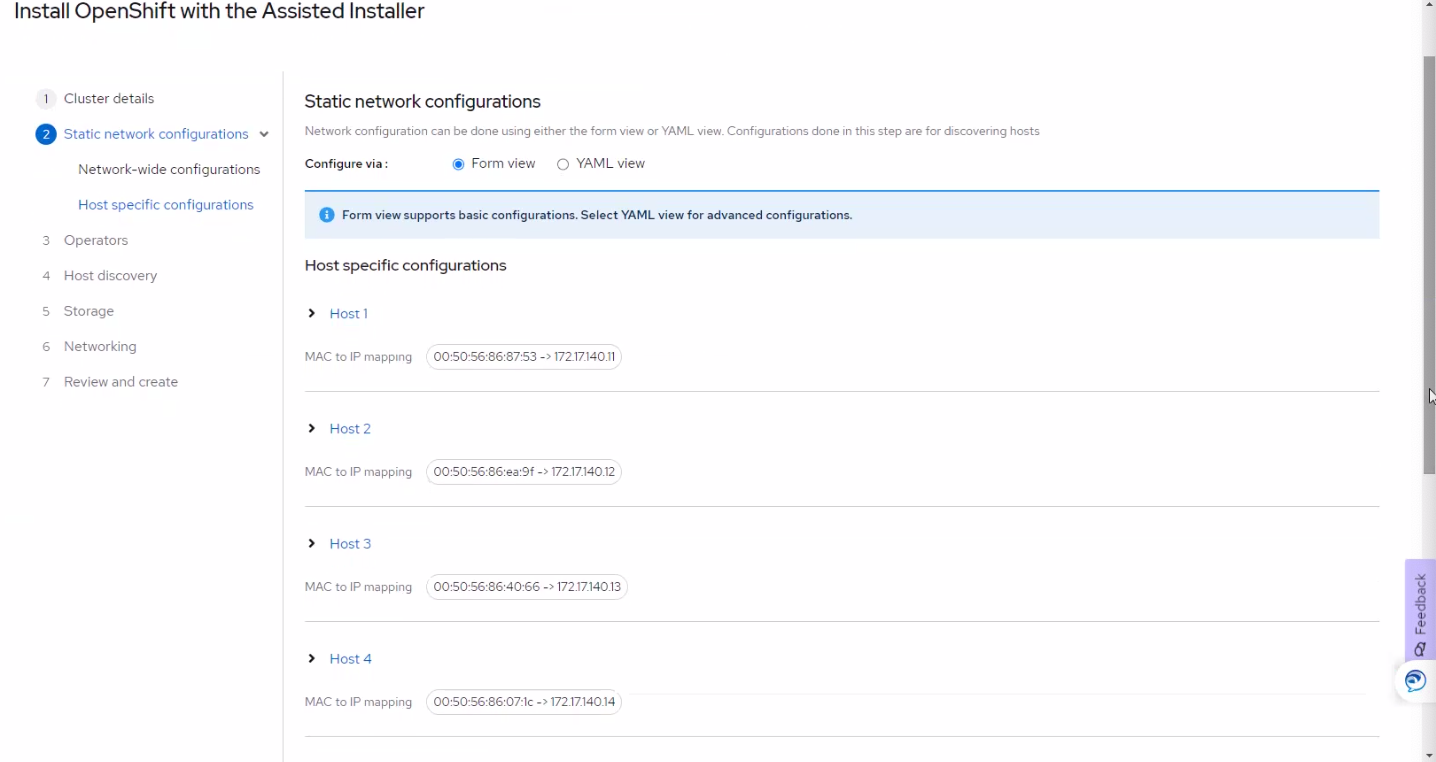 Install OpenShift with the Assisted Installer
1 Cluster details
2 Static network configurations
Network-wide configurations
Host specific configurations
3 Operators
4 Host discovery
5 Storage
6 Networking
7 Review and create
Static network configurations
Network configuration can be done using either the form view or YAML view. Configurations done in this step are for discovering hosts
Configure via : Form view YAML view
Form view supports basic configurations. Select YAML view for advanced configurations.
Host specific configurations
Host 1
MAC to IP mapping 00:50:56:86:87:53 -> 172.17.140.11
Host 2
MAC to IP mapping 00:50:56:86:ea:9f -> 172.17.140.12
Host 3
MAC to IP mapping 00:50:56:86:40:66 -> 172.17.140.13
Host 4
MAC to IP mapping 00:50:56:86:07:1c -> 172.17.140.14
Feedback